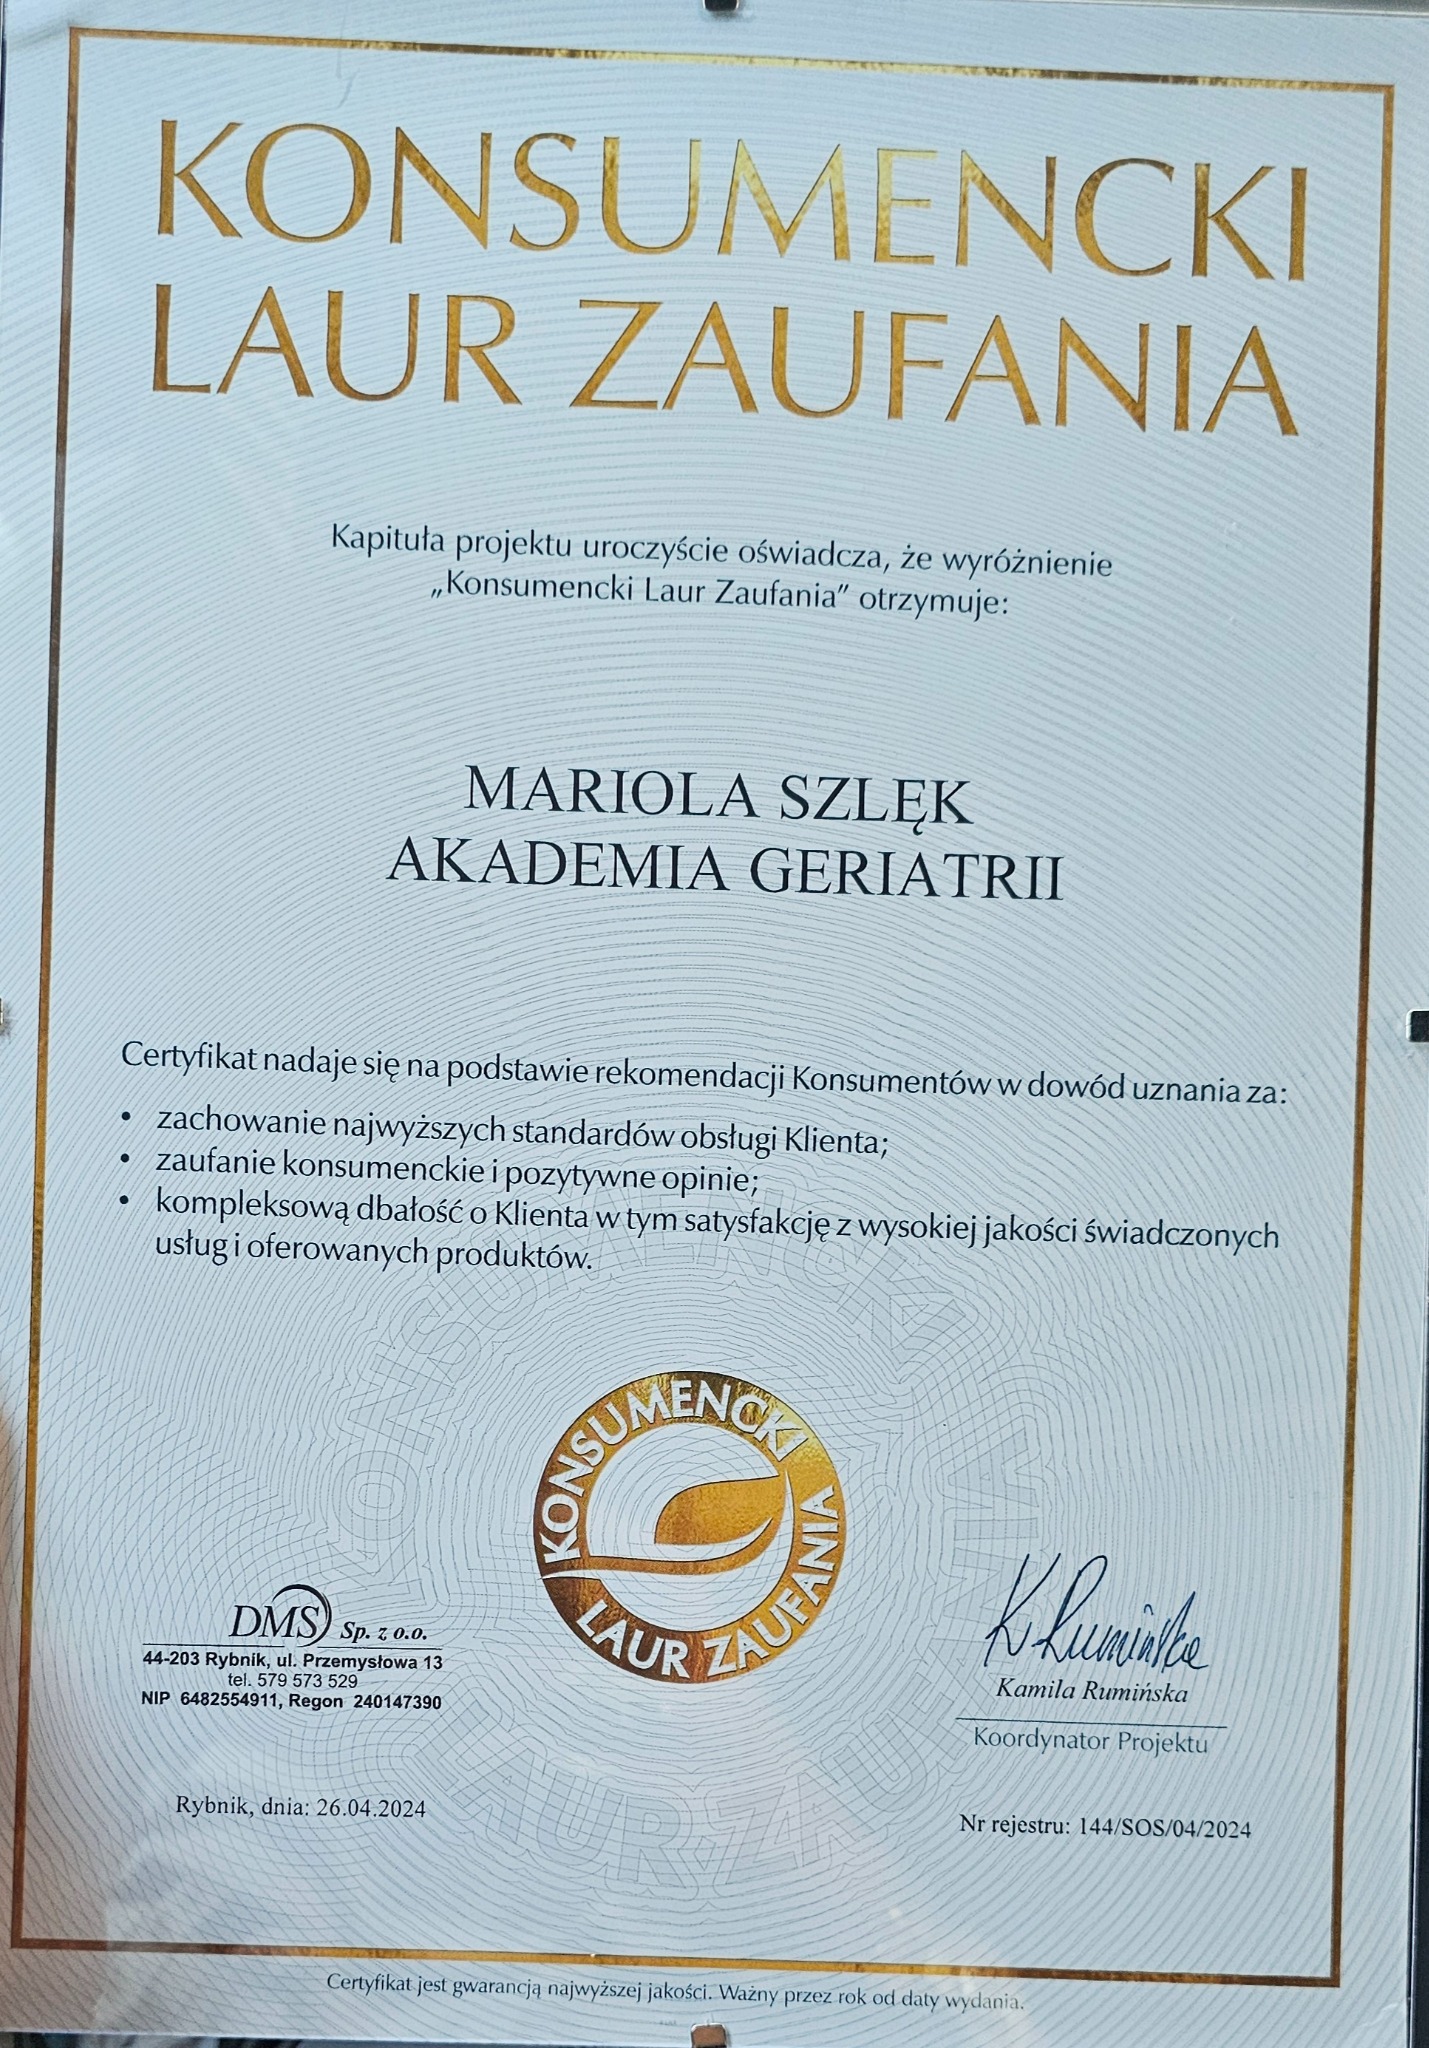 KONSUMENCKI
LAUR ZAUFANIA
Kapituła projektu uroczyście oświadcza, że wyróżnienie
„Konsumencki Laur Zaufania” otrzymuje:
MARIOLA SZLĘK
AKADEMIA GERIATRII
Certyfikat nadaje się na podstawie rekomendacji Konsumentów w dowód uznania za:
• zachowanie najwyższych standardów obsługi Klienta;
• zaufanie konsumenckie i pozytywne opinie;
• kompleksową dbałość o Klienta w tym satysfakcję z wysokiej jakości świadczonych
usług i oferowanych produktów.
KONSUMENCKI
LAUR ZAUFANIA
DMS Sp. z o.o.
44-203 Rybnik, ul. Przemysłowa 13
tel. 579 573 529
NIP 6482554911, Regon 240147390
K Rumińska
Kamila Rumińska
Koordynator Projektu
Rybnik, dnia: 26.04.2024
Nr rejestru: 144/SOS/04/2024
Certyfikat jest gwarancją najwyższej jakości. Ważny przez rok od daty wydania.